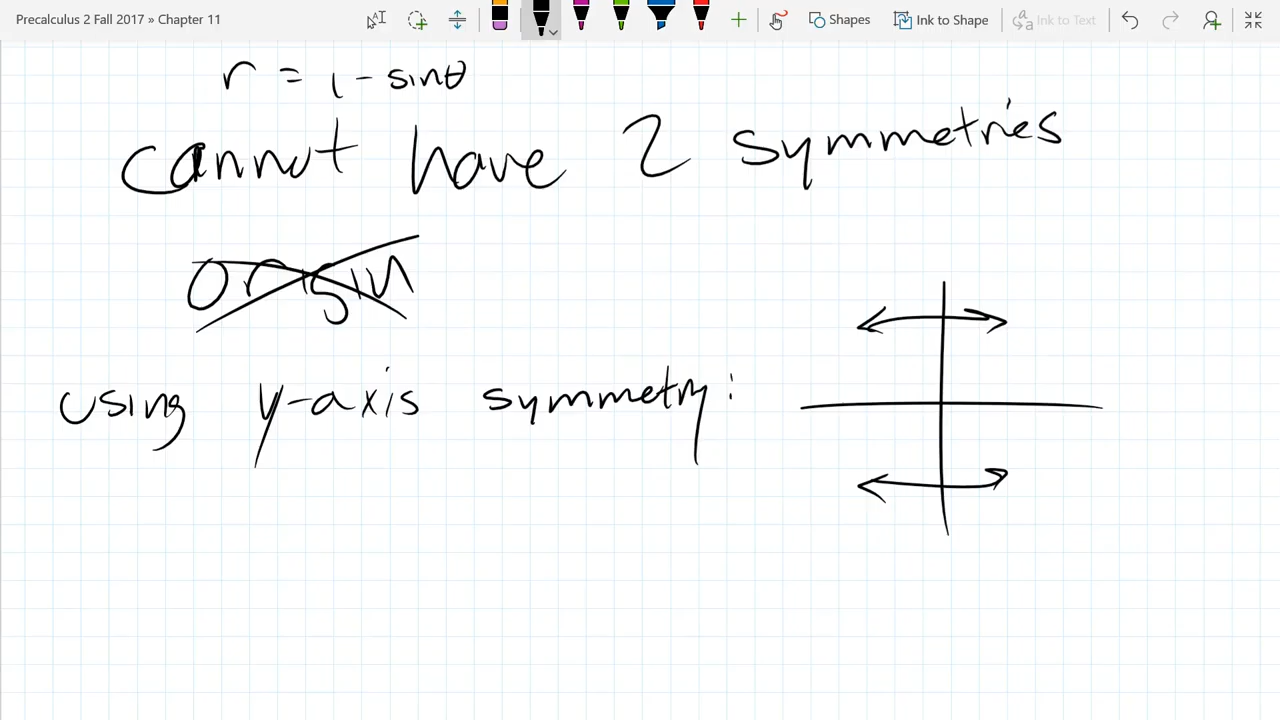 Precalculus 2 Fall 2017 » Chapter 11
Shapes
Ink to Shape
Ink to Text
r = 1 - sinθ
cannot have 2 symmetries
origin
using y-axis symmetry: